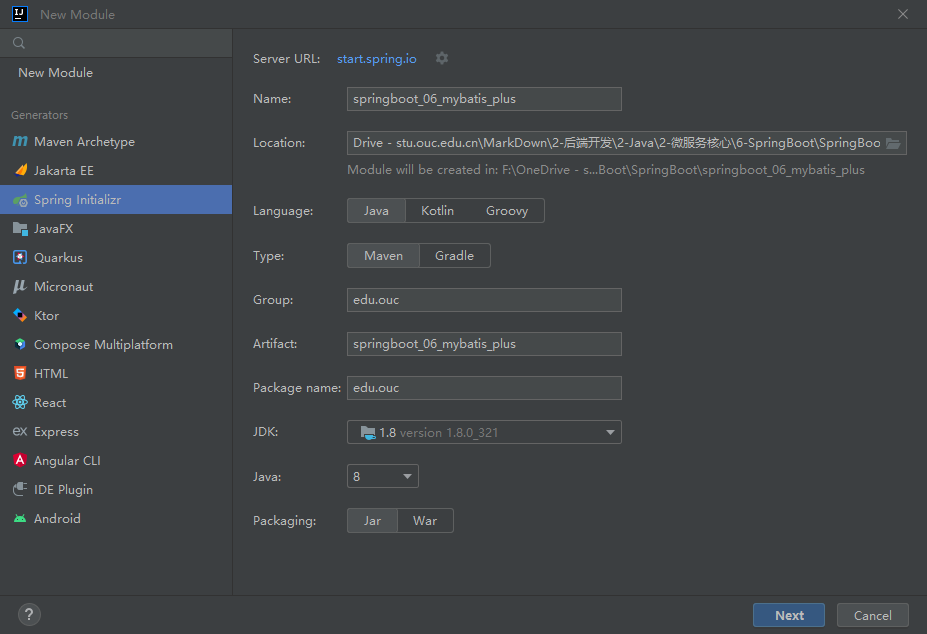 New Module
New Module
Generators
Maven Archetype
Jakarta EE
Spring Initializr
JavaFX
Quarkus
Micronaut
Ktor
Compose Multiplatform
HTML
React
Express
Angular CLI
IDE Plugin
Android
Server URL: start.spring.io
Name: springboot_06_mybatis_plus
Location: Drive - stu.ouc.edu.cn\MarkDown\2-后端开发\2-Java\2-微服务核心\6-SpringBoot\SpringBoo
Module will be created in: F:\OneDrive - s...Boot\SpringBoot\springboot_06_mybatis_plus
Language: Java Kotlin Groovy
Type: Maven Gradle
Group: edu.ouc
Artifact: springboot_06_mybatis_plus
Package name: edu.ouc
JDK: 1.8 version 1.8.0_321
Java: 8
Packaging: Jar War
? Next Cancel